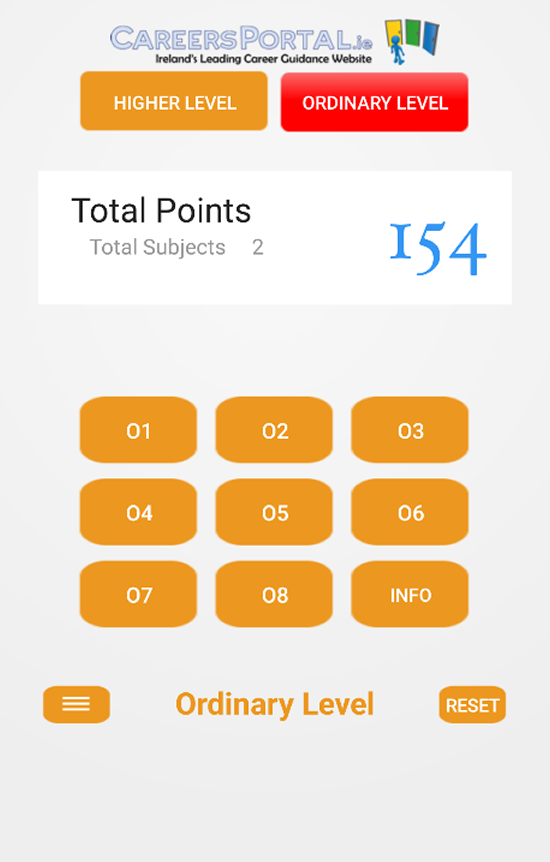 CAREERSPORTAL.ie
Ireland's Leading Career Guidance Website
HIGHER LEVEL ORDINARY LEVEL
Total Points
Total Subjects 2
154
O1 O2 O3
O4 O5 O6
O7 O8 INFO
Ordinary Level RESET